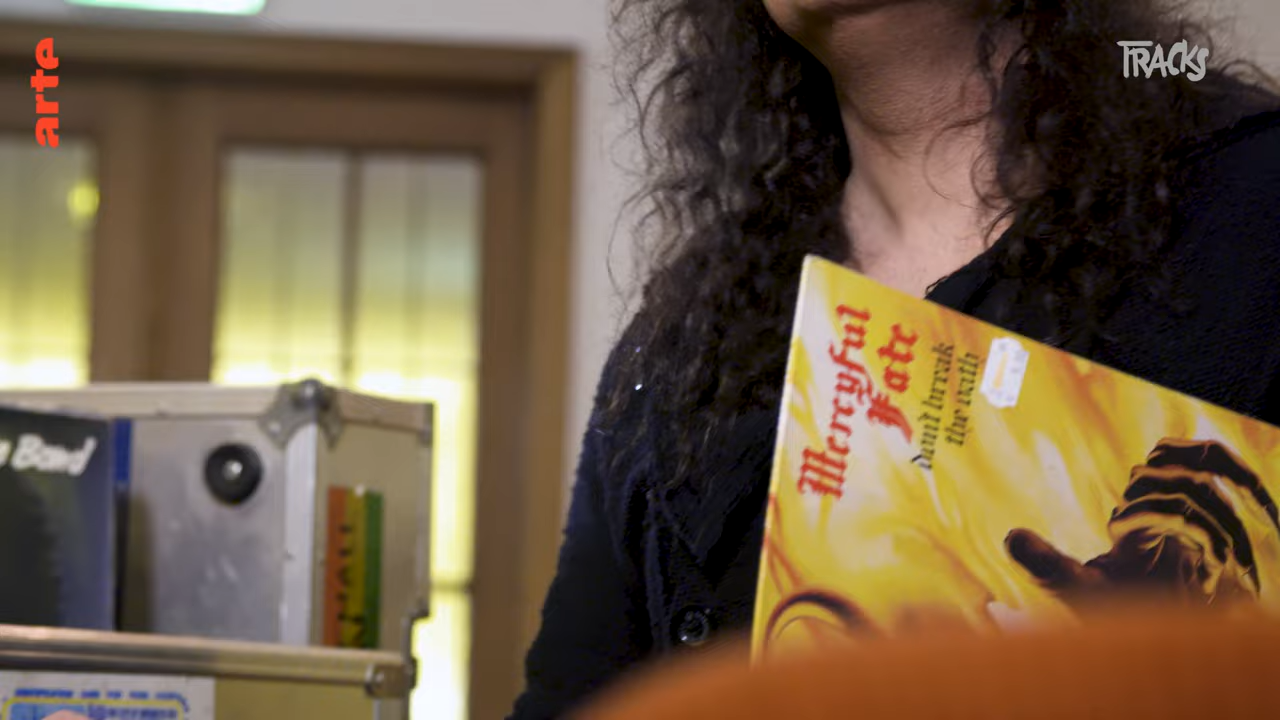 arte
TRACKS
Mercyful
Fate
don't break
the oath
Band